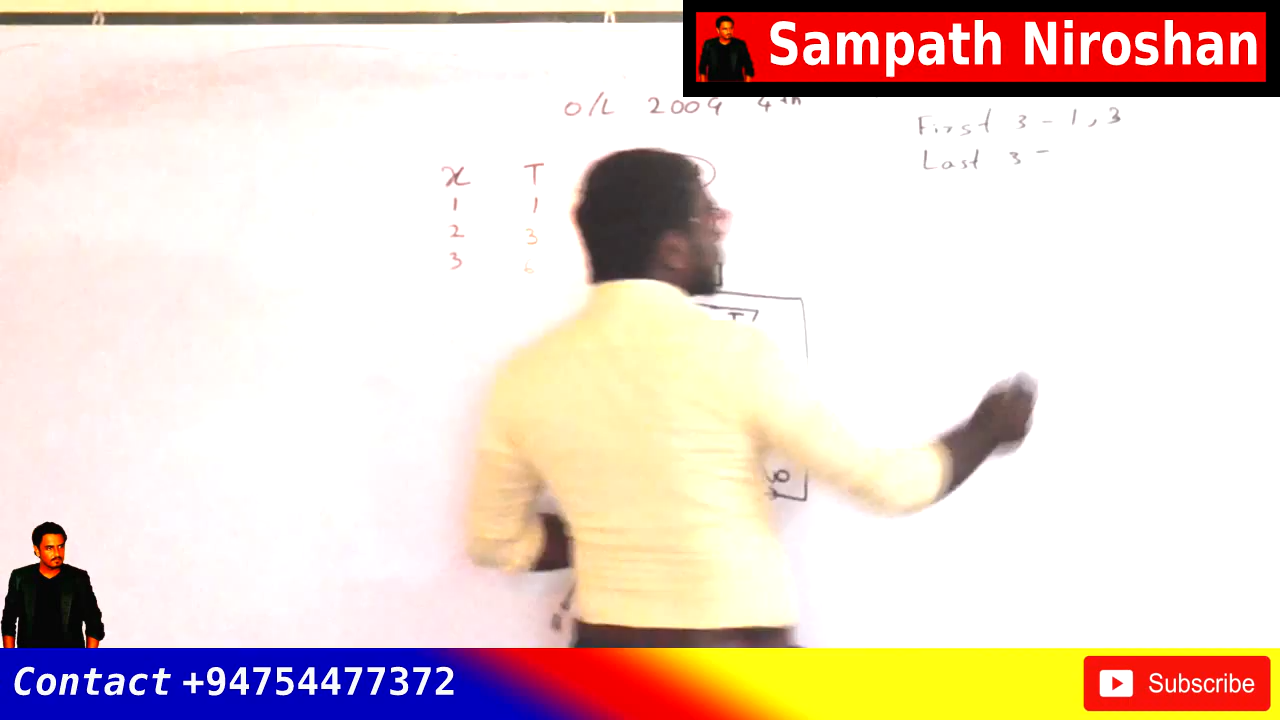 Sampath Niroshan
O/L 2009 4th
First 3 - 1, 3
Last 3 -
x T
1 1
2 3
3 6
T
Contact +94754477372
Subscribe